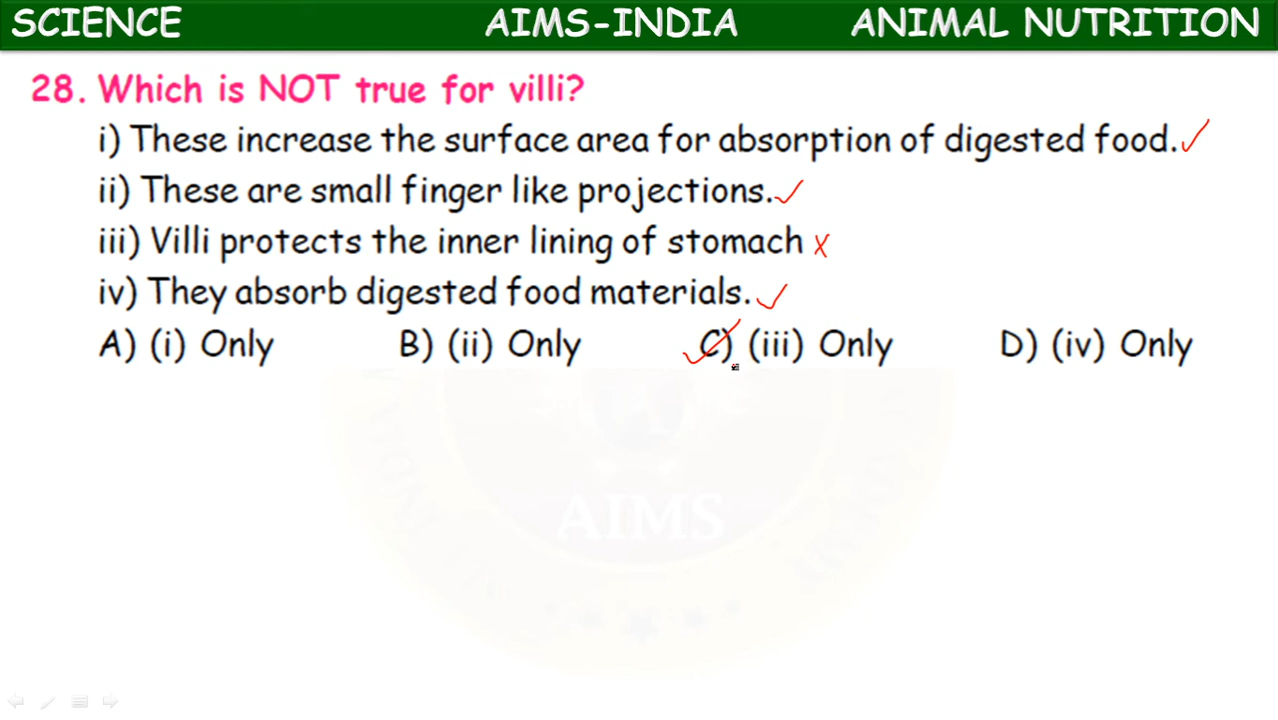 SCIENCE AIMS-INDIA ANIMAL NUTRITION
28. Which is NOT true for villi?
i) These increase the surface area for absorption of digested food.
ii) These are small finger like projections.
iii) Villi protects the inner lining of stomach
iv) They absorb digested food materials.
A) (i) Only B) (ii) Only C) (iii) Only D) (iv) Only
AIMS